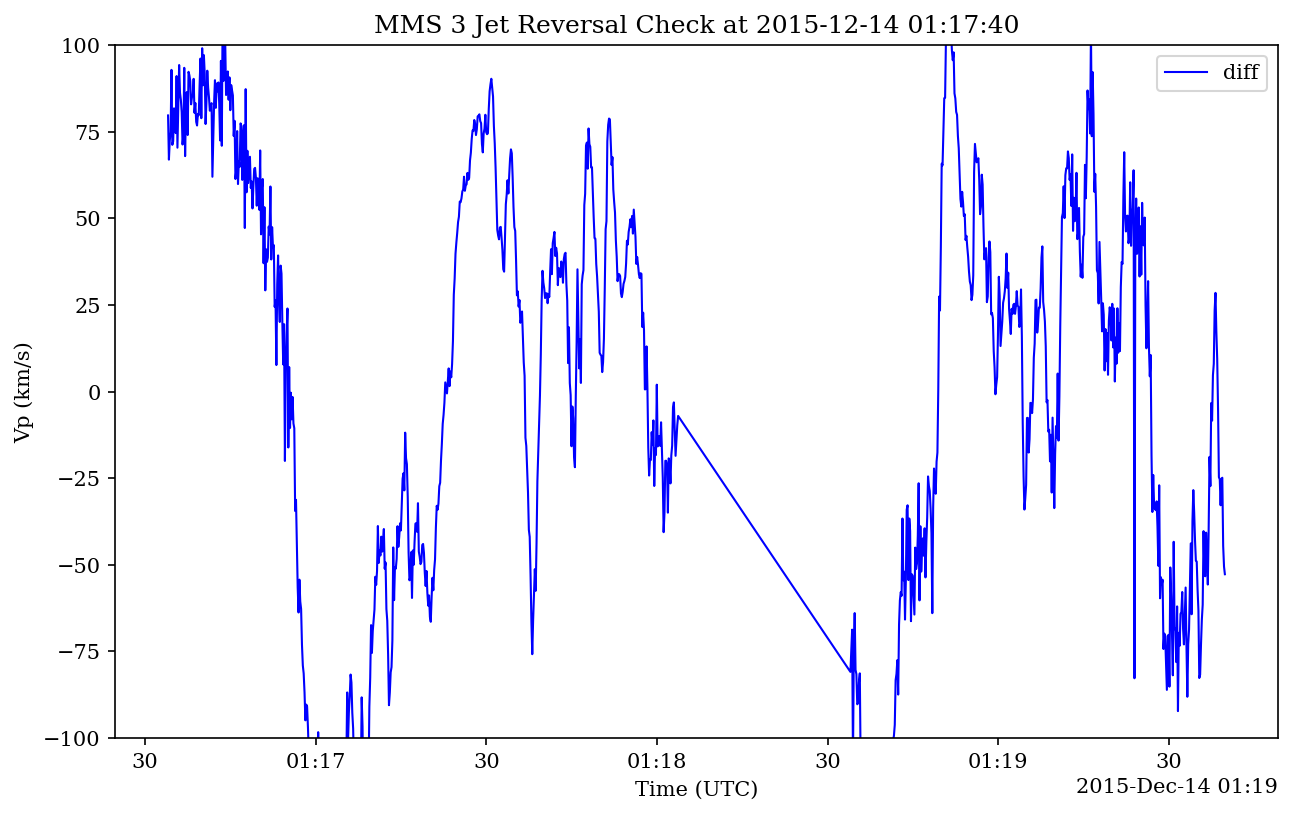 MMS 3 Jet Reversal Check at 2015-12-14 01:17:40
diff
100
75
50
25
0
−25
−50
−75
−100
Vp (km/s)
30 01:17 30 01:18 30 01:19 30
Time (UTC)
2015-Dec-14 01:19